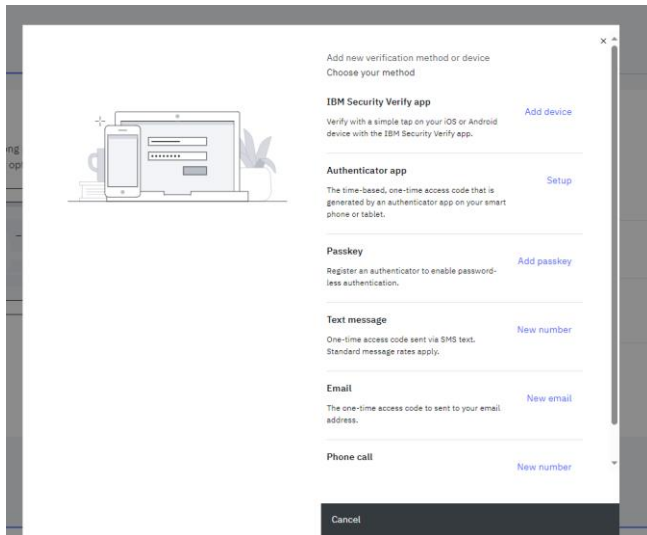 Add new verification method or device
Choose your method
IBM Security Verify app
Add device
Verify with a simple tap on your iOS or Android
device with the IBM Security Verify app.
Authenticator app
Setup
The time-based, one-time access code that is
generated by an authenticator app on your smart
phone or tablet.
Passkey
Add passkey
Register an authenticator to enable password-
less authentication.
Text message
New number
One-time access code sent via SMS text.
Standard message rates apply.
Email
New email
The one-time access code to sent to your email
address.
Phone call
New number
Cancel